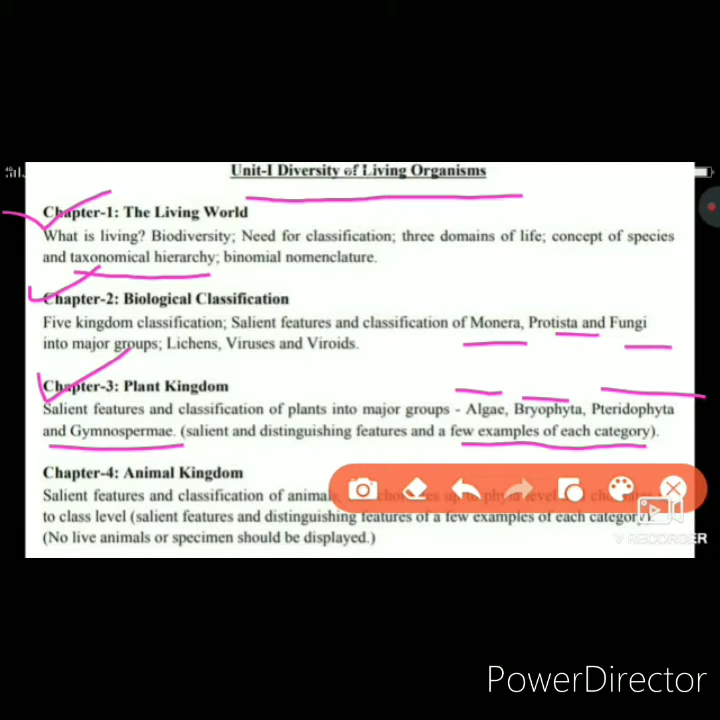 Unit-I Diversity of Living Organisms
Chapter-1: The Living World
What is living? Biodiversity; Need for classification; three domains of life; concept of species
and taxonomical hierarchy; binomial nomenclature.
Chapter-2: Biological Classification
Five kingdom classification; Salient features and classification of Monera, Protista and Fungi
into major groups; Lichens, Viruses and Viroids.
Chapter-3: Plant Kingdom
Salient features and classification of plants into major groups - Algae, Bryophyta, Pteridophyta
and Gymnospermae. (salient and distinguishing features and a few examples of each category).
Chapter-4: Animal Kingdom
Salient features and classification of animals, level
to class level (salient features and distinguishing features of a few examples of each category).
(No live animals or specimen should be displayed.)
V RECORDER
PowerDirector